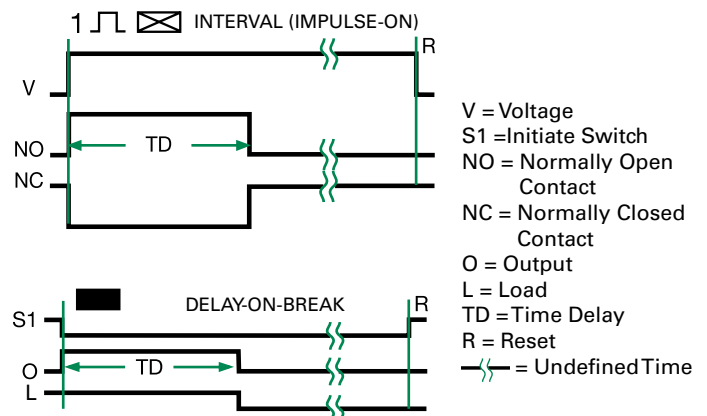 1 INTERVAL (IMPULSE-ON)
R
V
TD
NO
NC
DELAY-ON-BREAK
R
S1
TD
O
L
V = Voltage
S1 =Initiate Switch
NO = Normally Open
Contact
NC = Normally Closed
Contact
O = Output
L = Load
TD =Time Delay
R = Reset
= Undefined Time